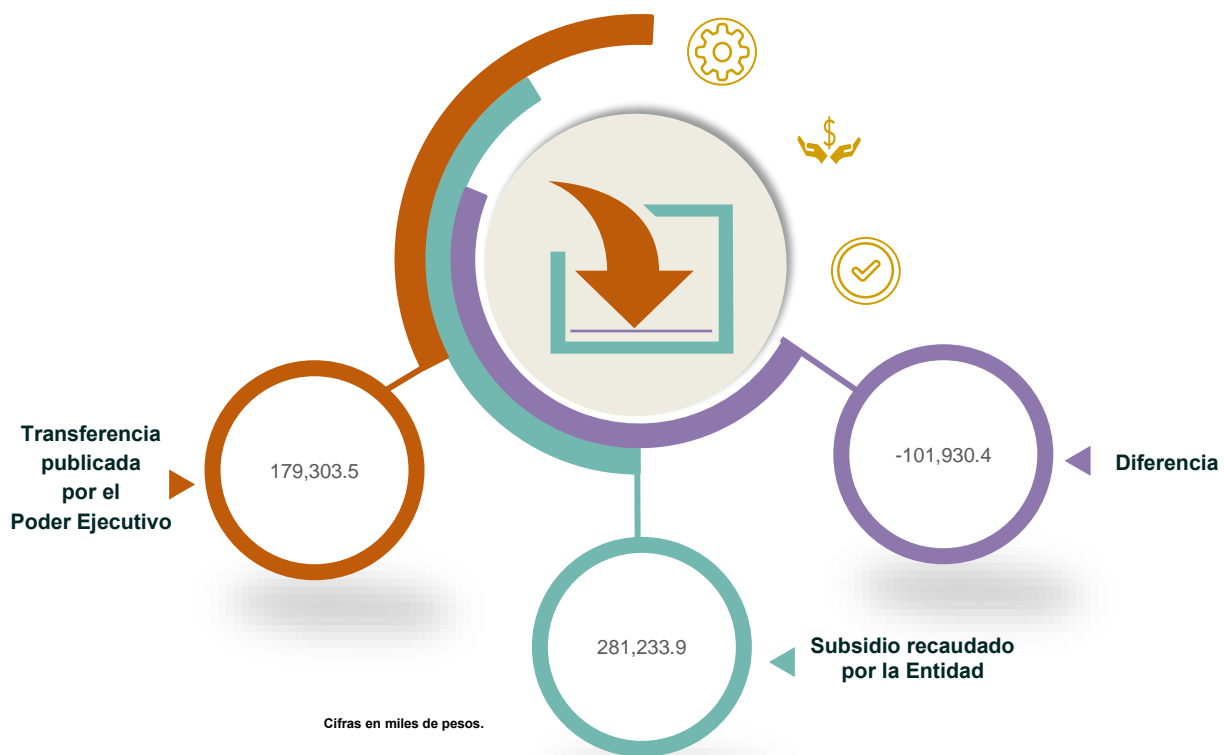 Transferencia
publicada
por el
Poder Ejecutivo
179,303.5
281,233.9
Subsidio recaudado
por la Entidad
-101,930.4
Diferencia
$
Cifras en miles de pesos.